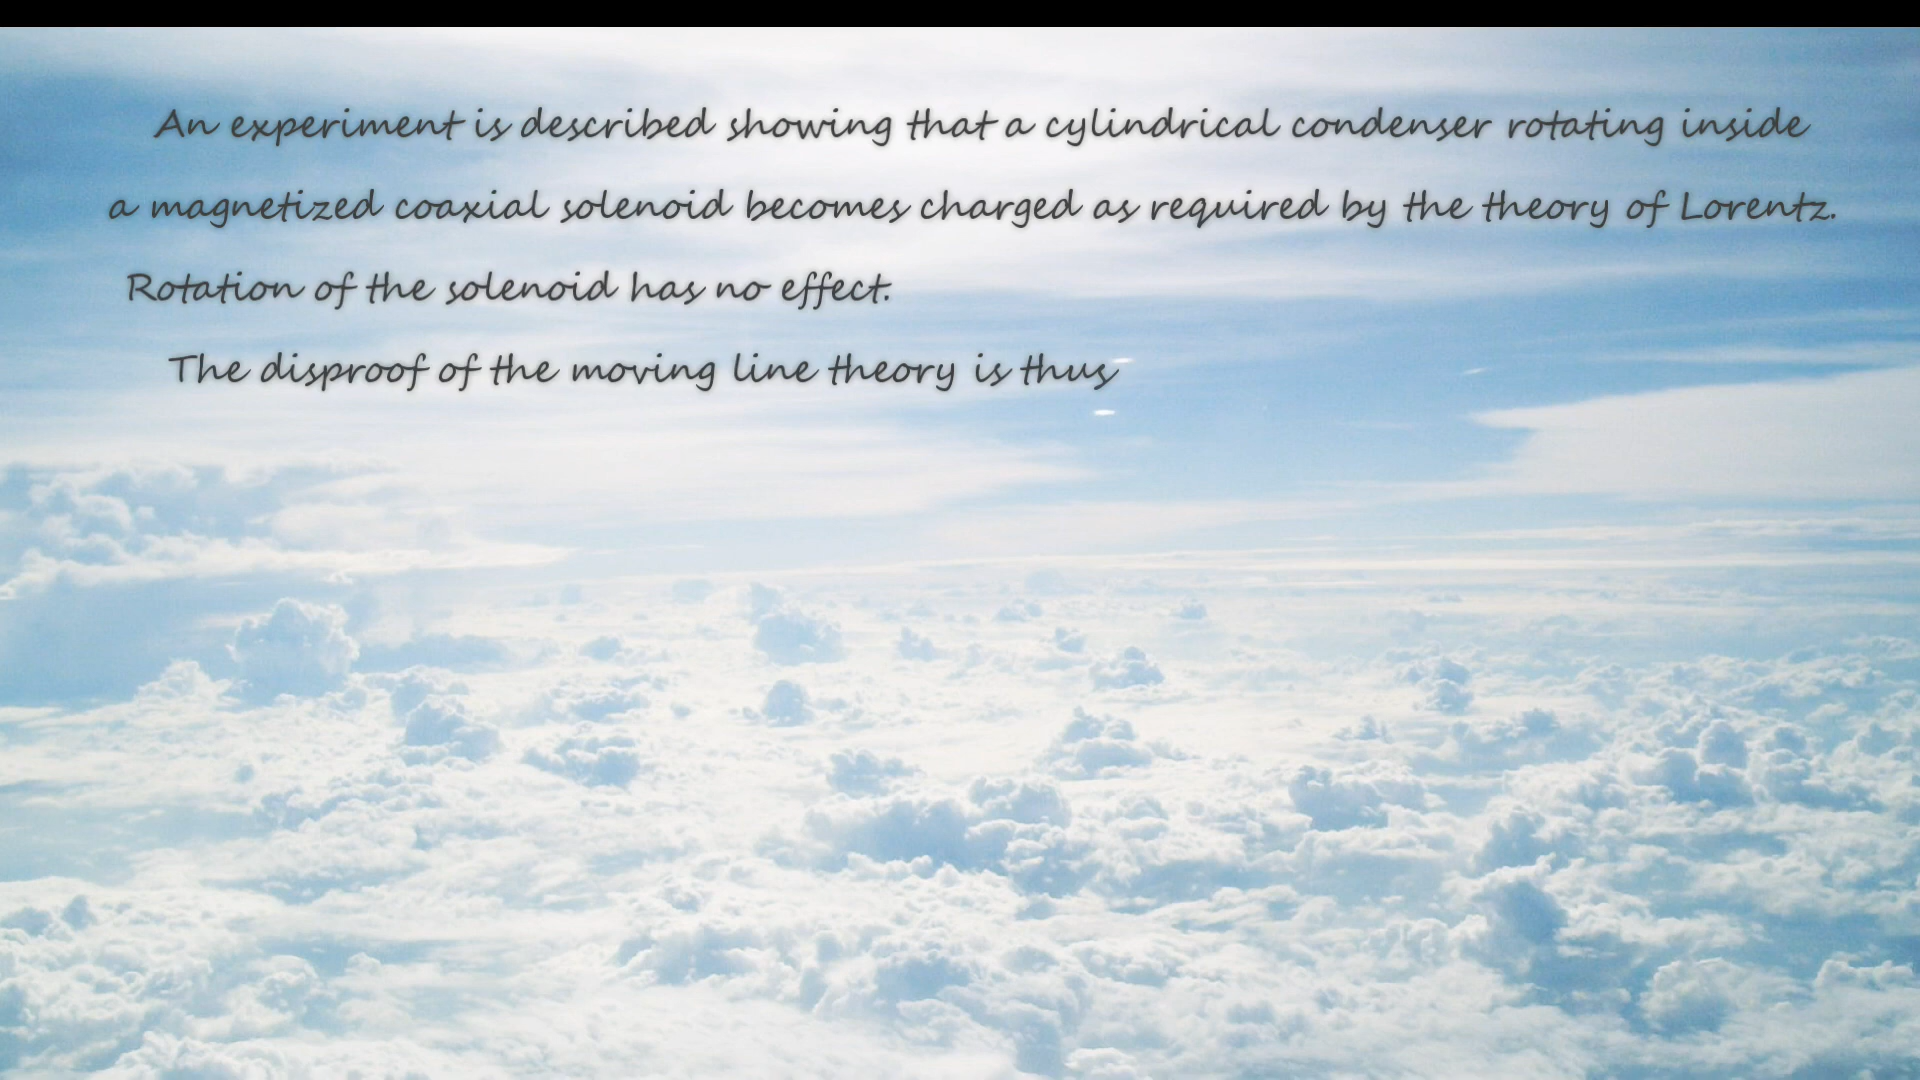 An experiment is described showing that a cylindrical condenser rotating inside
a magnetized coaxial solenoid becomes charged as required by the theory of Lorentz.
Rotation of the solenoid has no effect.
The disproof of the moving line theory is thus